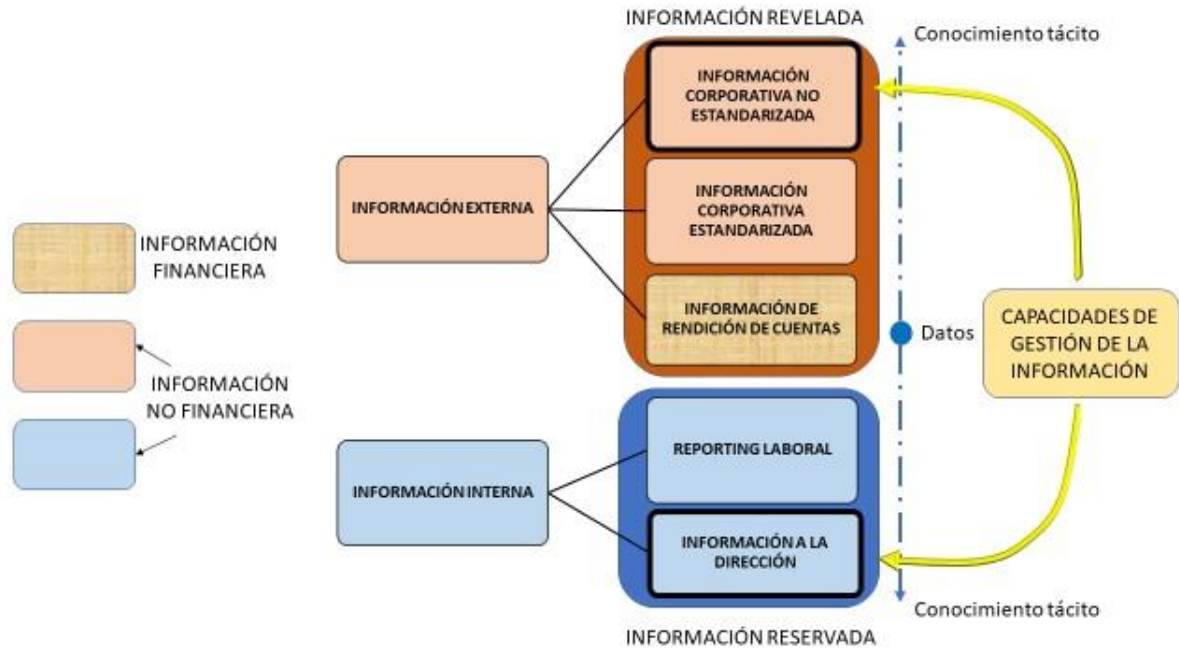 INFORMACIÓN REVELADA
Conocimiento tácito
INFORMACIÓN
CORPORATIVA NO
ESTANDARIZADA
INFORMACIÓN EXTERNA
INFORMACIÓN
CORPORATIVA
ESTANDARIZADA
INFORMACIÓN DE
RENDICIÓN DE CUENTAS
INFORMACIÓN
FINANCIERA
INFORMACIÓN
NO FINANCIERA
Datos
CAPACIDADES DE
GESTIÓN DE LA
INFORMACIÓN
INFORMACIÓN INTERNA
REPORTING LABORAL
INFORMACIÓN A LA
DIRECCIÓN
Conocimiento tácito
INFORMACIÓN RESERVADA